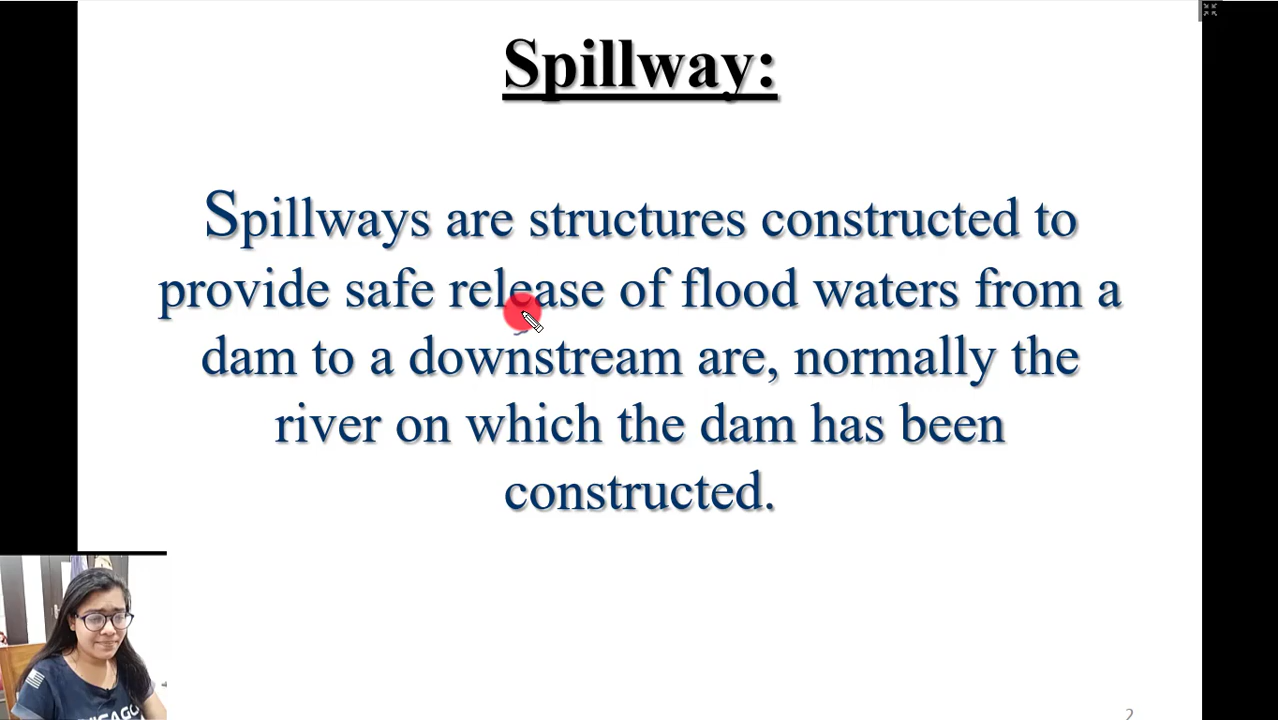 Spillway:
Spillways are structures constructed to
provide safe release of flood waters from a
dam to a downstream are, normally the
river on which the dam has been
constructed.
2